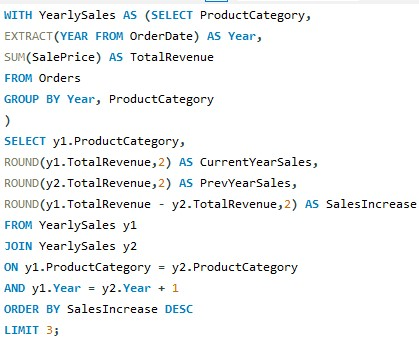 WITH YearlySales AS (SELECT ProductCategory,
EXTRACT(YEAR FROM OrderDate) AS Year,
SUM(SalePrice) AS TotalRevenue
FROM Orders
GROUP BY Year, ProductCategory
)
SELECT y1.ProductCategory,
ROUND(y1.TotalRevenue,2) AS CurrentYearSales,
ROUND(y2.TotalRevenue,2) AS PrevYearSales,
ROUND(y1.TotalRevenue - y2.TotalRevenue,2) AS SalesIncrease
FROM YearlySales y1
JOIN YearlySales y2
ON y1.ProductCategory = y2.ProductCategory
AND y1.Year = y2.Year + 1
ORDER BY SalesIncrease DESC
LIMIT 3;